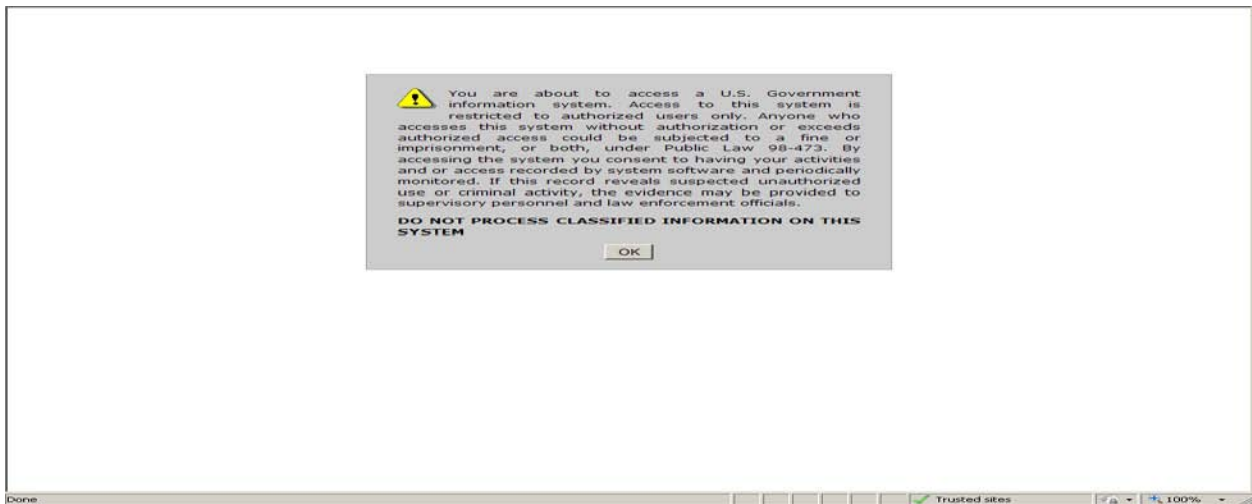 You are about to access a U.S. Government
information system. Access to this system is
restricted to authorized users only. Anyone who
accesses this system without authorization or exceeds
authorized access could be subjected to a fine or
imprisonment, or both, under Public Law 98-473. By
accessing the system you consent to having your activities
and or access recorded by system software and periodically
monitored. If this record reveals suspected unauthorized
use or criminal activity, the evidence may be provided to
supervisory personnel and law enforcement officials.
DO NOT PROCESS CLASSIFIED INFORMATION ON THIS
SYSTEM
OK
Done
Trusted sites
100%